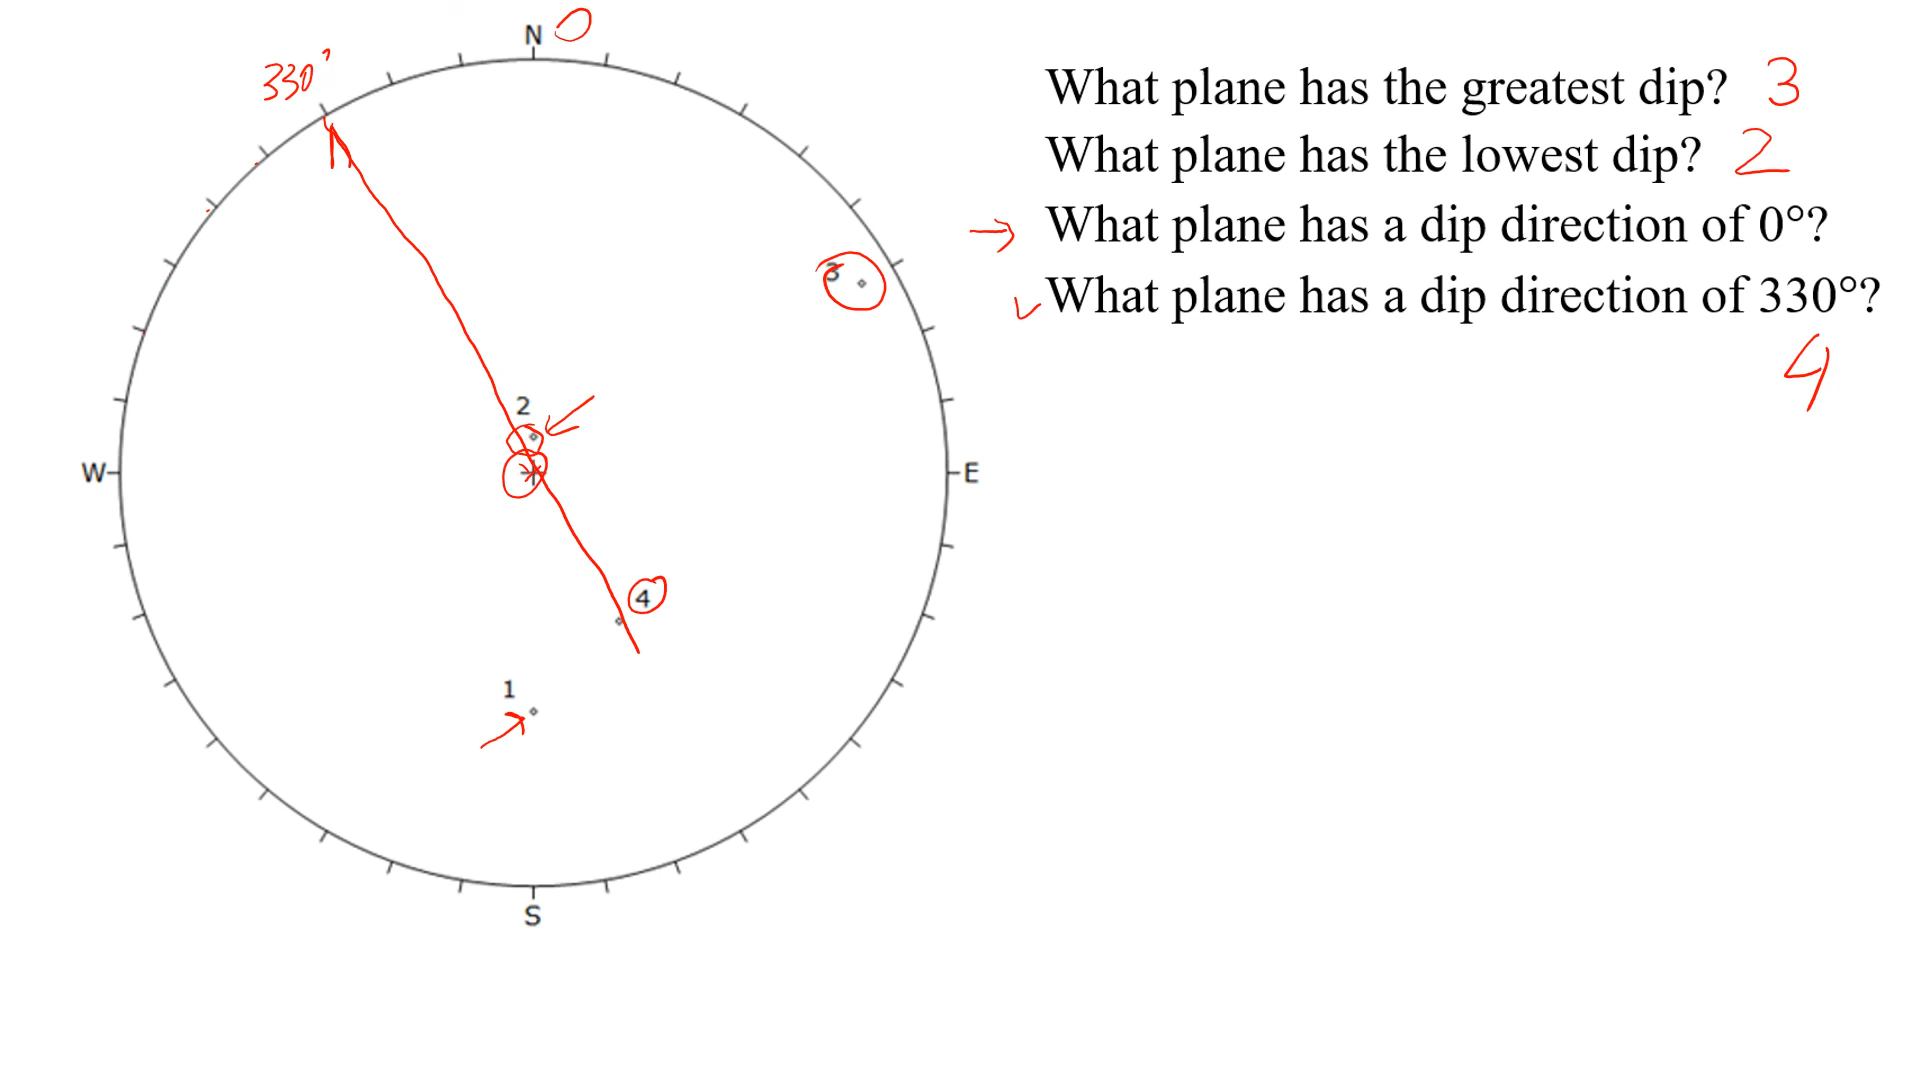 N 0
330°
What plane has the greatest dip? 3
What plane has the lowest dip? 2
What plane has a dip direction of 0°?
What plane has a dip direction of 330°?
4
3
2
W
E
4
1
S